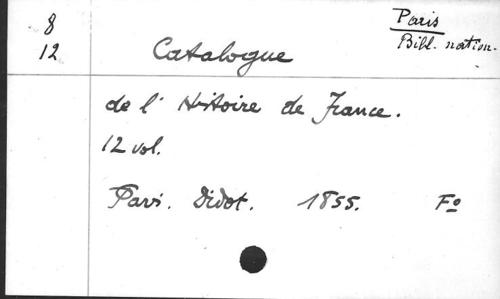 8
12
Paris
Bibl. nation.
Catalogue
de l' Histoire de France.
12 vol.
Paris. Didot. 1855. Fº